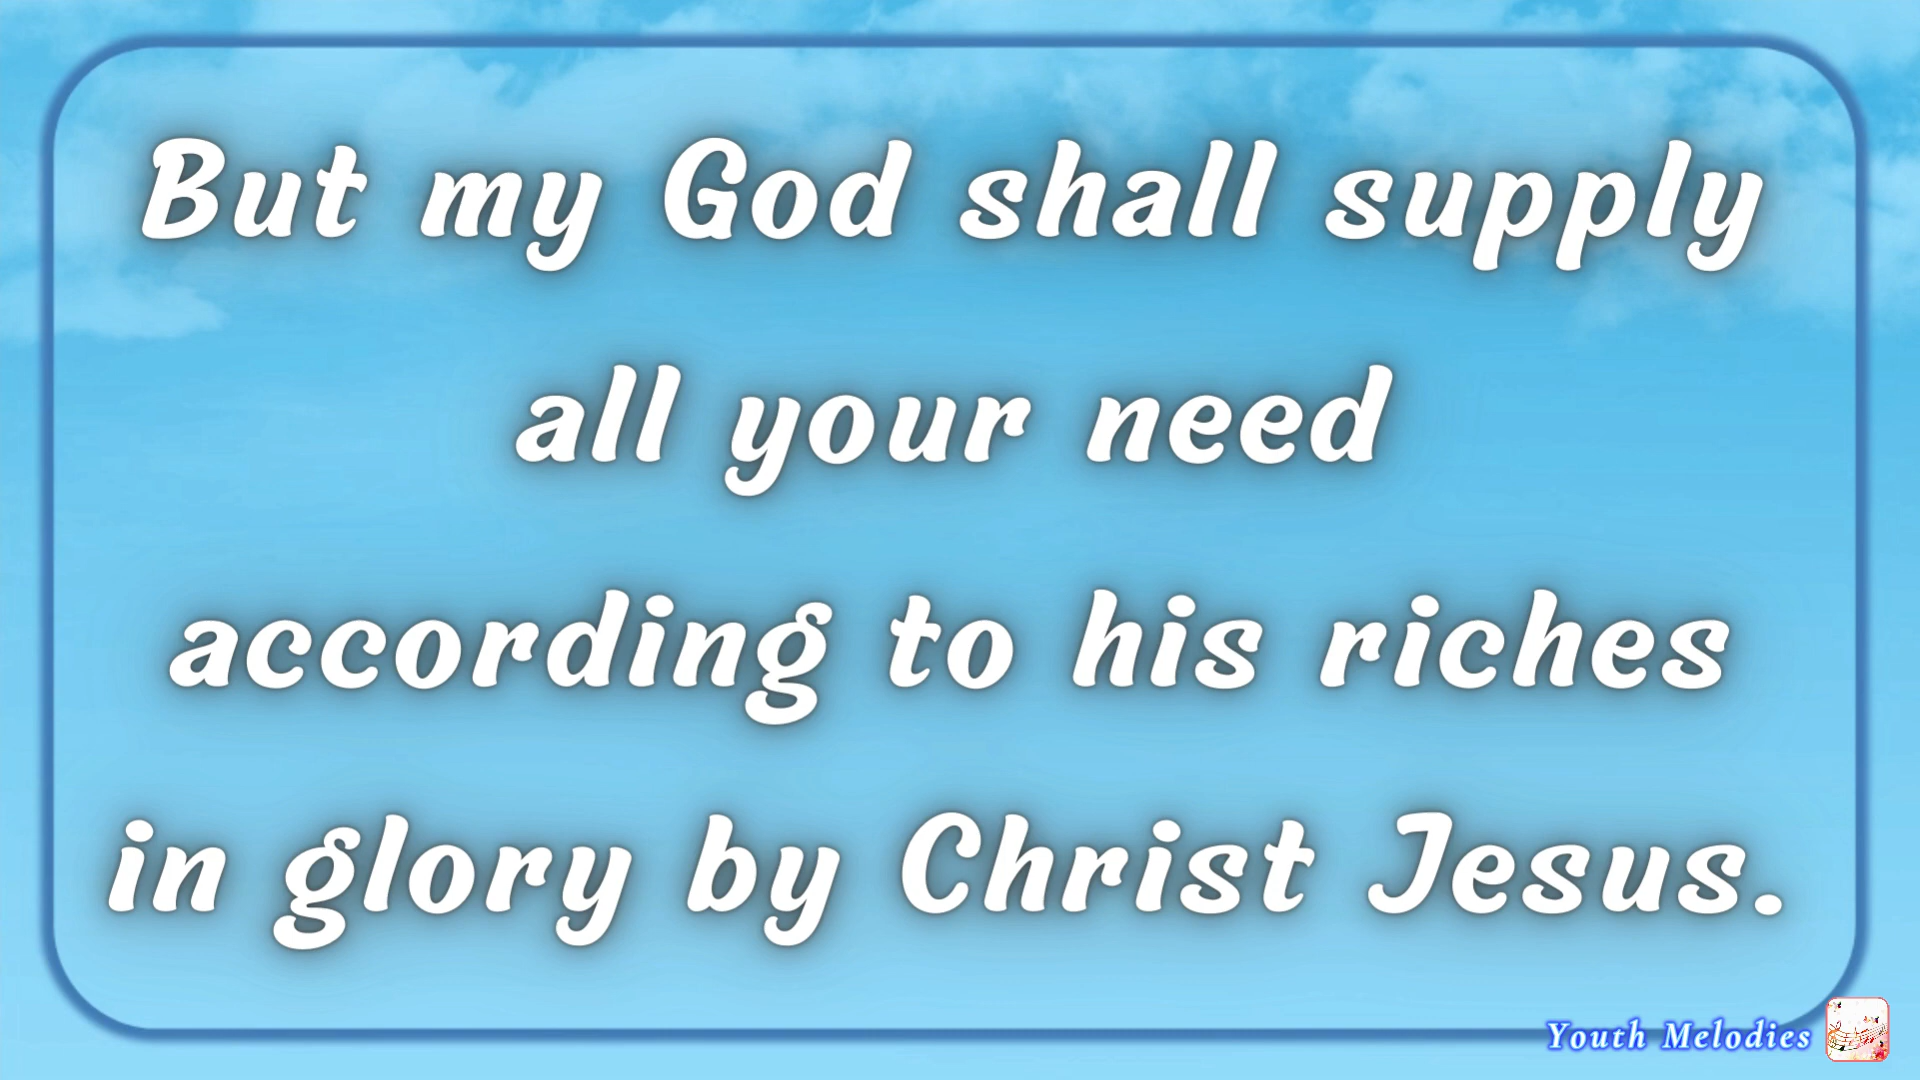 But my God shall supply
all your need
according to his riches
in glory by Christ Jesus.
Youth Melodies